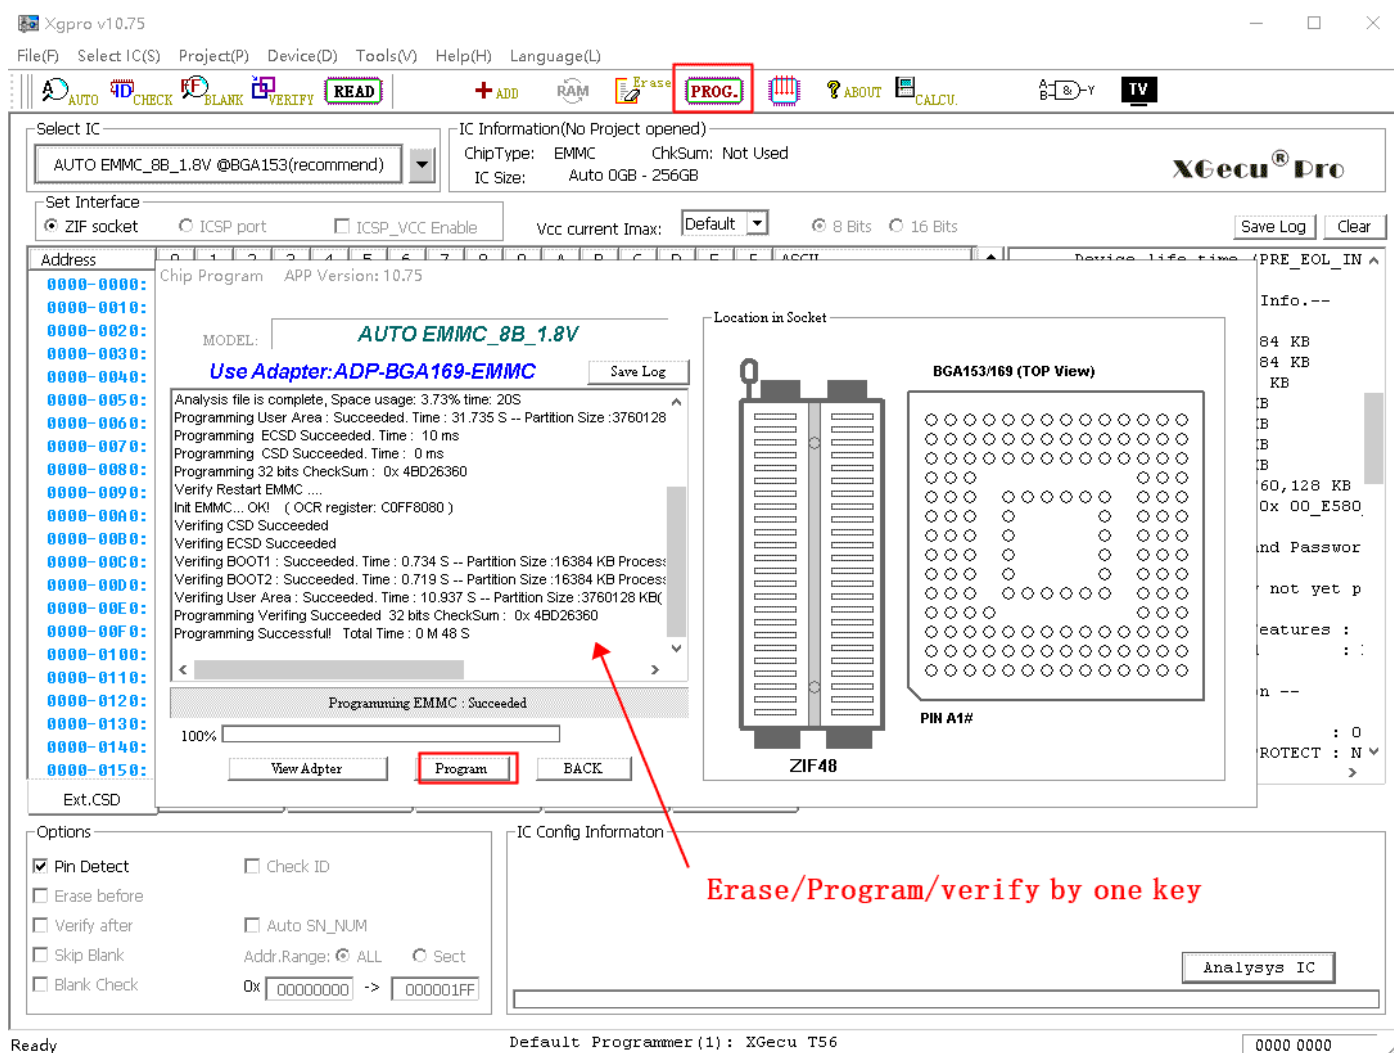 Xgpro v10.75
File(F) Select IC(S) Project(P) Device(D) Tools(V) Help(H) Language(L)
AUTO CHECK BLANK VERIFY READ ADD RAM Erase PROG. ABOUT CALCU. A B & Y TV
Select IC
AUTO EMMC_8B_1.8V @BGA153(recommend)
IC Information(No Project opened)
ChipType: EMMC ChkSum: Not Used
IC Size: Auto 0GB - 256GB
XGecu® Pro
Set Interface
ZIF socket ICSP port ICSP_VCC Enable Vcc current Imax: Default 8 Bits 16 Bits Save Log Clear
Address
0000-0000:
0000-0010:
0000-0020:
0000-0030:
0000-0040:
0000-0050:
0000-0060:
0000-0070:
0000-0080:
0000-0090:
0000-00A0:
0000-00B0:
0000-00C0:
0000-00D0:
0000-00E0:
0000-00F0:
0000-0100:
0000-0110:
0000-0120:
0000-0130:
0000-0140:
0000-0150:
Ext.CSD
Chip Program APP Version: 10.75
MODEL: AUTO EMMC_8B_1.8V
Use Adapter:ADP-BGA169-EMMC Save Log
Analysis file is complete, Space usage: 3.73% time: 20S
Programming User Area : Succeeded. Time : 31.735 S -- Partition Size :3760128
Programming ECSD Succeeded. Time : 10 ms
Programming CSD Succeeded. Time : 0 ms
Programming 32 bits CheckSum : 0x 4BD26360
Verify Restart EMMC ....
Init EMMC... OK! ( OCR register: C0FF8080 )
Verifing CSD Succeeded
Verifing ECSD Succeeded
Verifing BOOT1 : Succeeded. Time : 0.734 S -- Partition Size :16384 KB Process
Verifing BOOT2 : Succeeded. Time : 0.719 S -- Partition Size :16384 KB Process
Verifing User Area : Succeeded. Time : 10.937 S -- Partition Size :3760128 KB(
Programming Verifing Succeeded 32 bits CheckSum : 0x 4BD26360
Programming Successful! Total Time : 0 M 48 S
Programming EMMC : Succeeded
100%
View Adpter Program BACK
Location in Socket
BGA153/169 (TOP View)
PIN A1#
ZIF48
(PRE_EOL_IN
Info.--
84 KB
84 KB
KB
60,128 KB
0x 00_E580
nd Passwor
not yet p
eatures :
n --
: 0
ROTECT : N
Erase/Program/verify by one key
Options
Pin Detect Check ID
Erase before
Verify after Auto SN_NUM
Skip Blank Addr.Range: ALL Sect
Blank Check 0x 00000000 -> 000001FF
IC Config Informaton
Analysys IC
Ready Default Programmer(1): XGecu T56 0000 0000